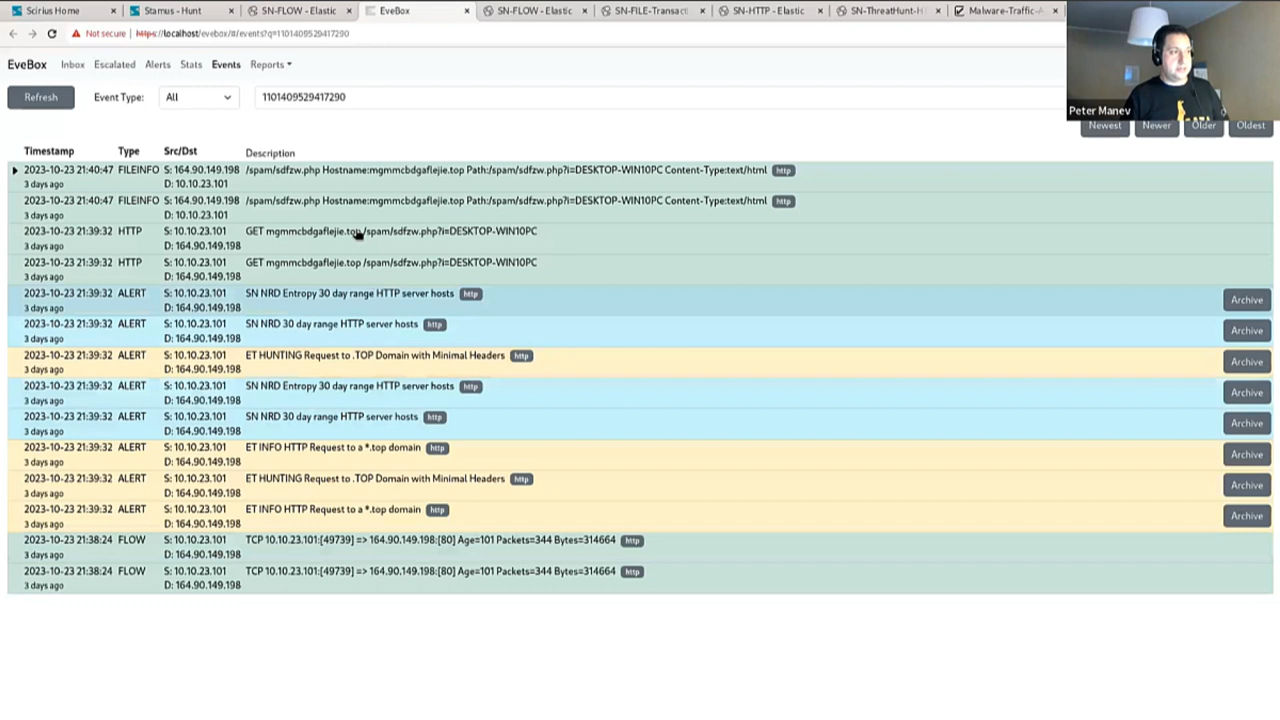 Scirius Home
Stamus - Hunt
SN-FLOW - Elastic
EveBox
SN-FLOW - Elastic
SN-FILE-Transact
SN-HTTP - Elastic
SN-ThreatHunt-H
Malware-Traffic-A
Not secure | https://localhost/evebox/#/events?q=1101409529417290
EveBox Inbox Escalated Alerts Stats Events Reports
Peter Manev
Refresh Event Type: All 1101409529417290
Newest Newer Older Oldest
Timestamp Type Src/Dst Description
2023-10-23 21:40:47 FILEINFO S: 164.90.149.198 /spam/sdfzw.php Hostname:mgmmcbdgaflejie.top Path:/spam/sdfzw.php?i=DESKTOP-WIN10PC Content-Type:text/html http
3 days ago D: 10.10.23.101
2023-10-23 21:40:47 FILEINFO S: 164.90.149.198 /spam/sdfzw.php Hostname:mgmmcbdgaflejie.top Path:/spam/sdfzw.php?i=DESKTOP-WIN10PC Content-Type:text/html http
3 days ago D: 10.10.23.101
2023-10-23 21:39:32 HTTP S: 10.10.23.101 GET mgmmcbdgaflejie.top /spam/sdfzw.php?i=DESKTOP-WIN10PC
3 days ago D: 164.90.149.198
2023-10-23 21:39:32 HTTP S: 10.10.23.101 GET mgmmcbdgaflejie.top /spam/sdfzw.php?i=DESKTOP-WIN10PC
3 days ago D: 164.90.149.198
2023-10-23 21:39:32 ALERT S: 10.10.23.101 SN NRD Entropy 30 day range HTTP server hosts http Archive
3 days ago D: 164.90.149.198
2023-10-23 21:39:32 ALERT S: 10.10.23.101 SN NRD 30 day range HTTP server hosts http Archive
3 days ago D: 164.90.149.198
2023-10-23 21:39:32 ALERT S: 10.10.23.101 ET HUNTING Request to .TOP Domain with Minimal Headers http Archive
3 days ago D: 164.90.149.198
2023-10-23 21:39:32 ALERT S: 10.10.23.101 SN NRD Entropy 30 day range HTTP server hosts http Archive
3 days ago D: 164.90.149.198
2023-10-23 21:39:32 ALERT S: 10.10.23.101 SN NRD 30 day range HTTP server hosts http Archive
3 days ago D: 164.90.149.198
2023-10-23 21:39:32 ALERT S: 10.10.23.101 ET INFO HTTP Request to a *.top domain http Archive
3 days ago D: 164.90.149.198
2023-10-23 21:39:32 ALERT S: 10.10.23.101 ET HUNTING Request to .TOP Domain with Minimal Headers http Archive
3 days ago D: 164.90.149.198
2023-10-23 21:39:32 ALERT S: 10.10.23.101 ET INFO HTTP Request to a *.top domain http Archive
3 days ago D: 164.90.149.198
2023-10-23 21:38:24 FLOW S: 10.10.23.101 TCP 10.10.23.101:[49739] => 164.90.149.198:[80] Age=101 Packets=344 Bytes=314664 http
3 days ago D: 164.90.149.198
2023-10-23 21:38:24 FLOW S: 10.10.23.101 TCP 10.10.23.101:[49739] => 164.90.149.198:[80] Age=101 Packets=344 Bytes=314664 http
3 days ago D: 164.90.149.198